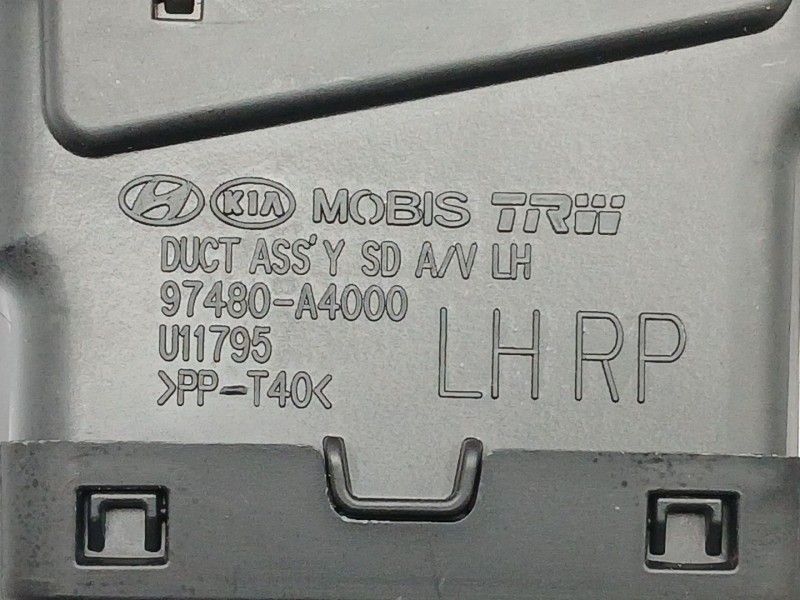 KIA MOBIS TRW
DUCT ASS'Y SD A/V LH
97480-A4000
U11795
>PP-T40<
LH RP